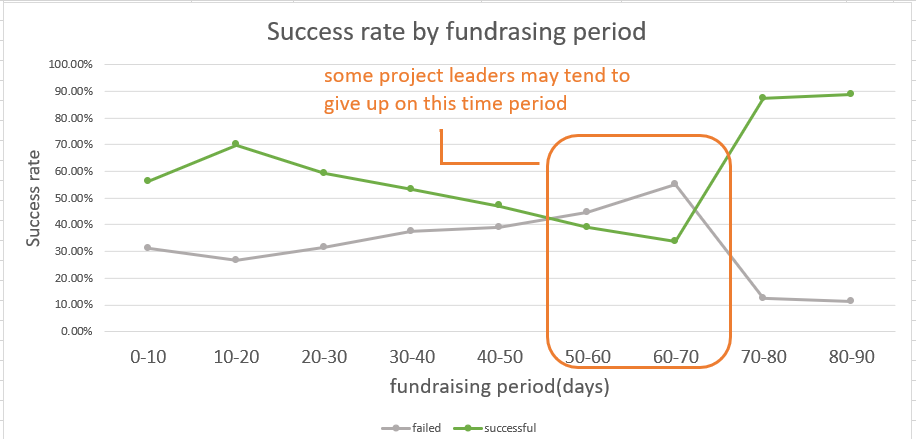 Success rate by fundrasing period
some project leaders may tend to
give up on this time period
100.00%
90.00%
80.00%
70.00%
60.00%
50.00%
40.00%
30.00%
20.00%
10.00%
0.00%
Success rate
0-10 10-20 20-30 30-40 40-50 50-60 60-70 70-80 80-90
fundraising period(days)
failed successful